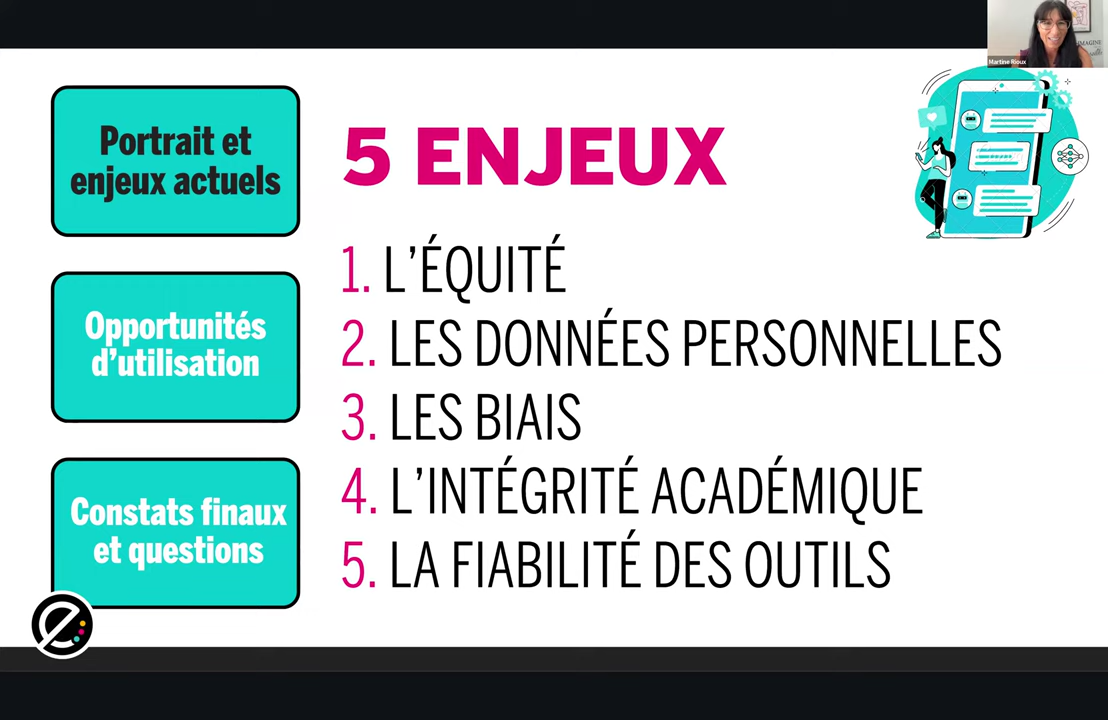 Martine Rioux
IMAGINE
Portrait et
enjeux actuels
Opportunités
d'utilisation
Constats finaux
et questions
5 ENJEUX
1. L'ÉQUITÉ
2. LES DONNÉES PERSONNELLES
3. LES BIAIS
4. L'INTÉGRITÉ ACADÉMIQUE
5. LA FIABILITÉ DES OUTILS